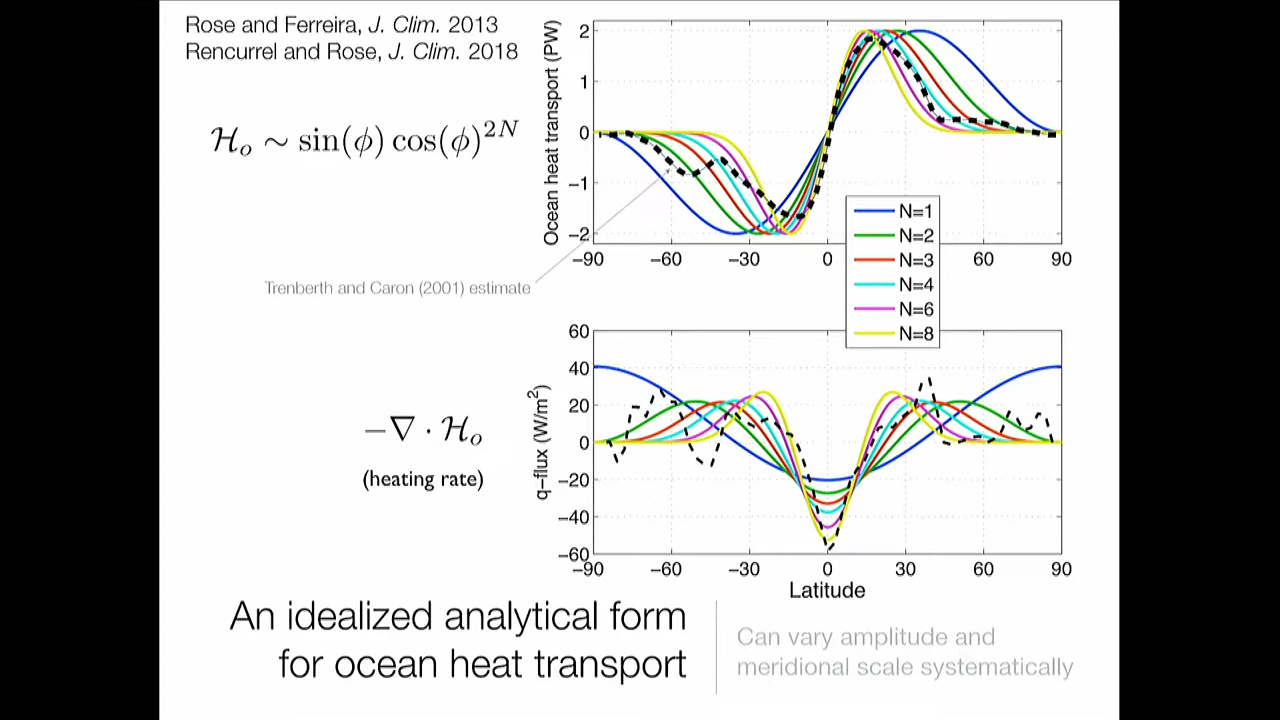 Rose and Ferreira, J. Clim. 2013
Rencurrel and Rose, J. Clim. 2018
ℋₒ ∼ sin(ϕ) cos(ϕ)²ᴺ
Trenberth and Caron (2001) estimate
Ocean heat transport (PW)
2
1
0
−1
−2
−90 −60 −30 0 60 90
N=1
N=2
N=3
N=4
N=6
N=8
−∇ · ℋₒ
(heating rate)
q-flux (W/m²)
60
40
20
0
−20
−40
−60
−90 −60 −30 0 30 60 90
Latitude
An idealized analytical form
for ocean heat transport
Can vary amplitude and
meridional scale systematically